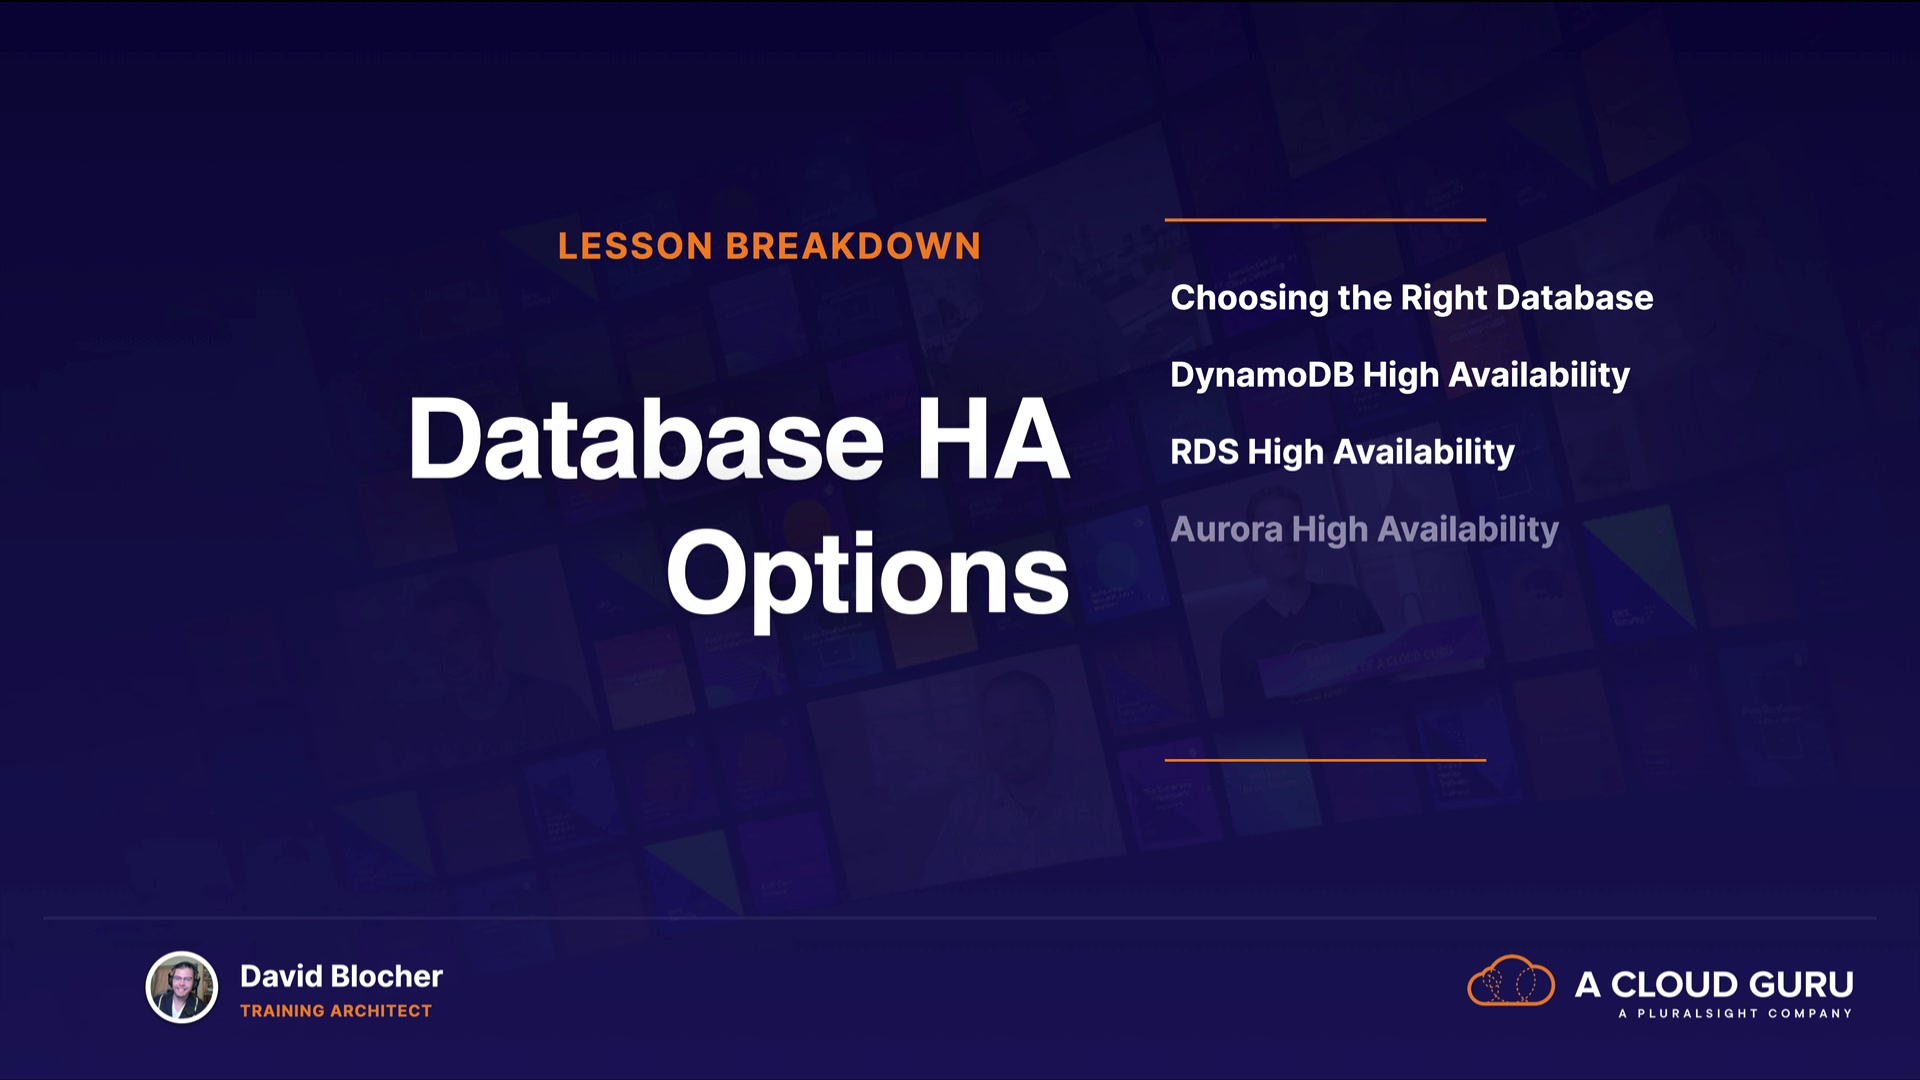 LESSON BREAKDOWN
Database HA
Options
Choosing the Right Database
DynamoDB High Availability
RDS High Availability
Aurora High Availability
David Blocher
TRAINING ARCHITECT
A CLOUD GURU
A PLURALSIGHT COMPANY